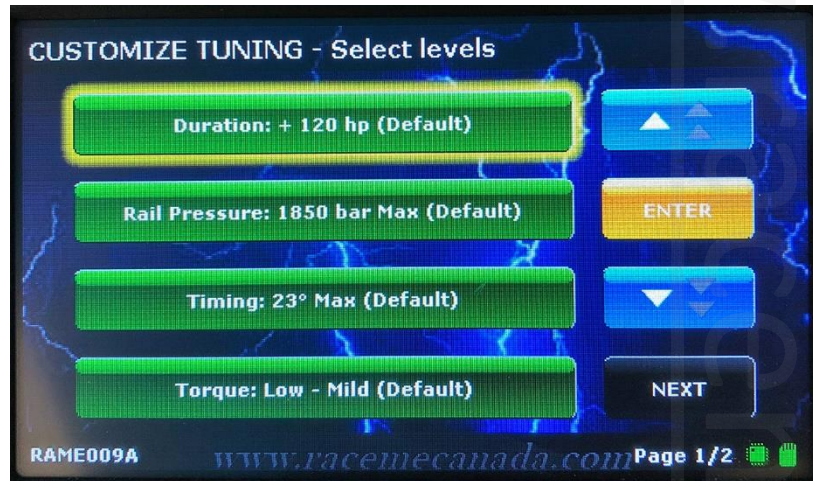 CUSTOMIZE TUNING - Select levels
Duration: + 120 hp (Default)
Rail Pressure: 1850 bar Max (Default)
ENTER
Timing: 23° Max (Default)
Torque: Low - Mild (Default)
NEXT
RAME009A
www.racemecanada.com
Page 1/2